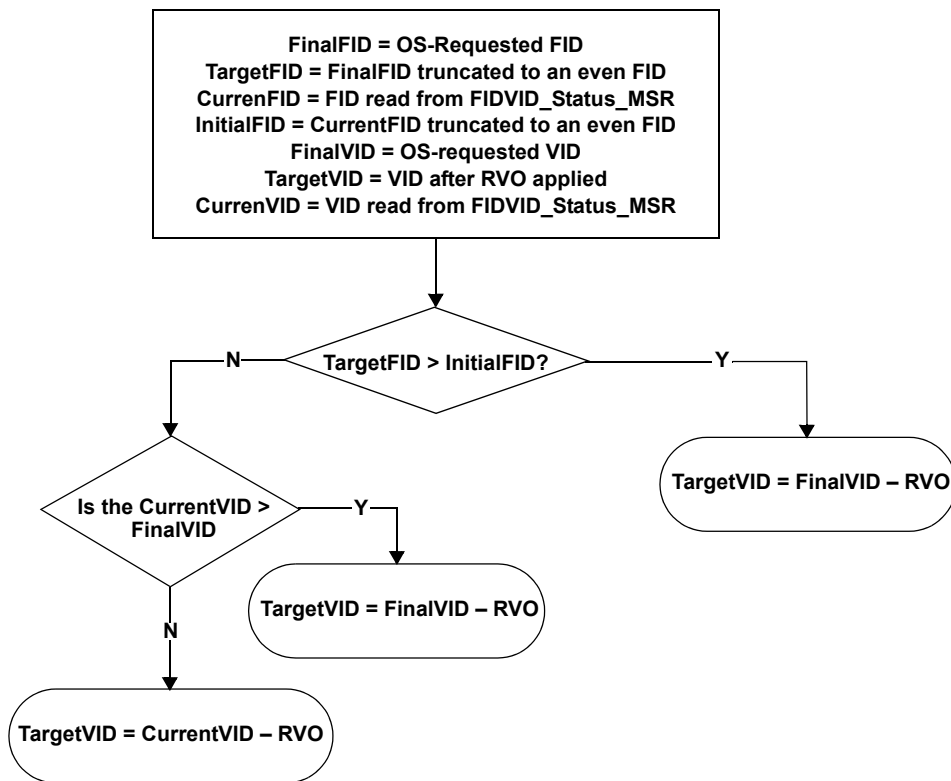 FinalFID = OS-Requested FID
TargetFID = FinalFID truncated to an even FID
CurrenFID = FID read from FIDVID_Status_MSR
InitialFID = CurrentFID truncated to an even FID
FinalVID = OS-requested VID
TargetVID = VID after RVO applied
CurrenVID = VID read from FIDVID_Status_MSR
N
TargetFID > InitialFID?
Y
TargetVID = FinalVID – RVO
Is the CurrentVID >
FinalVID
Y
TargetVID = FinalVID – RVO
N
TargetVID = CurrentVID – RVO